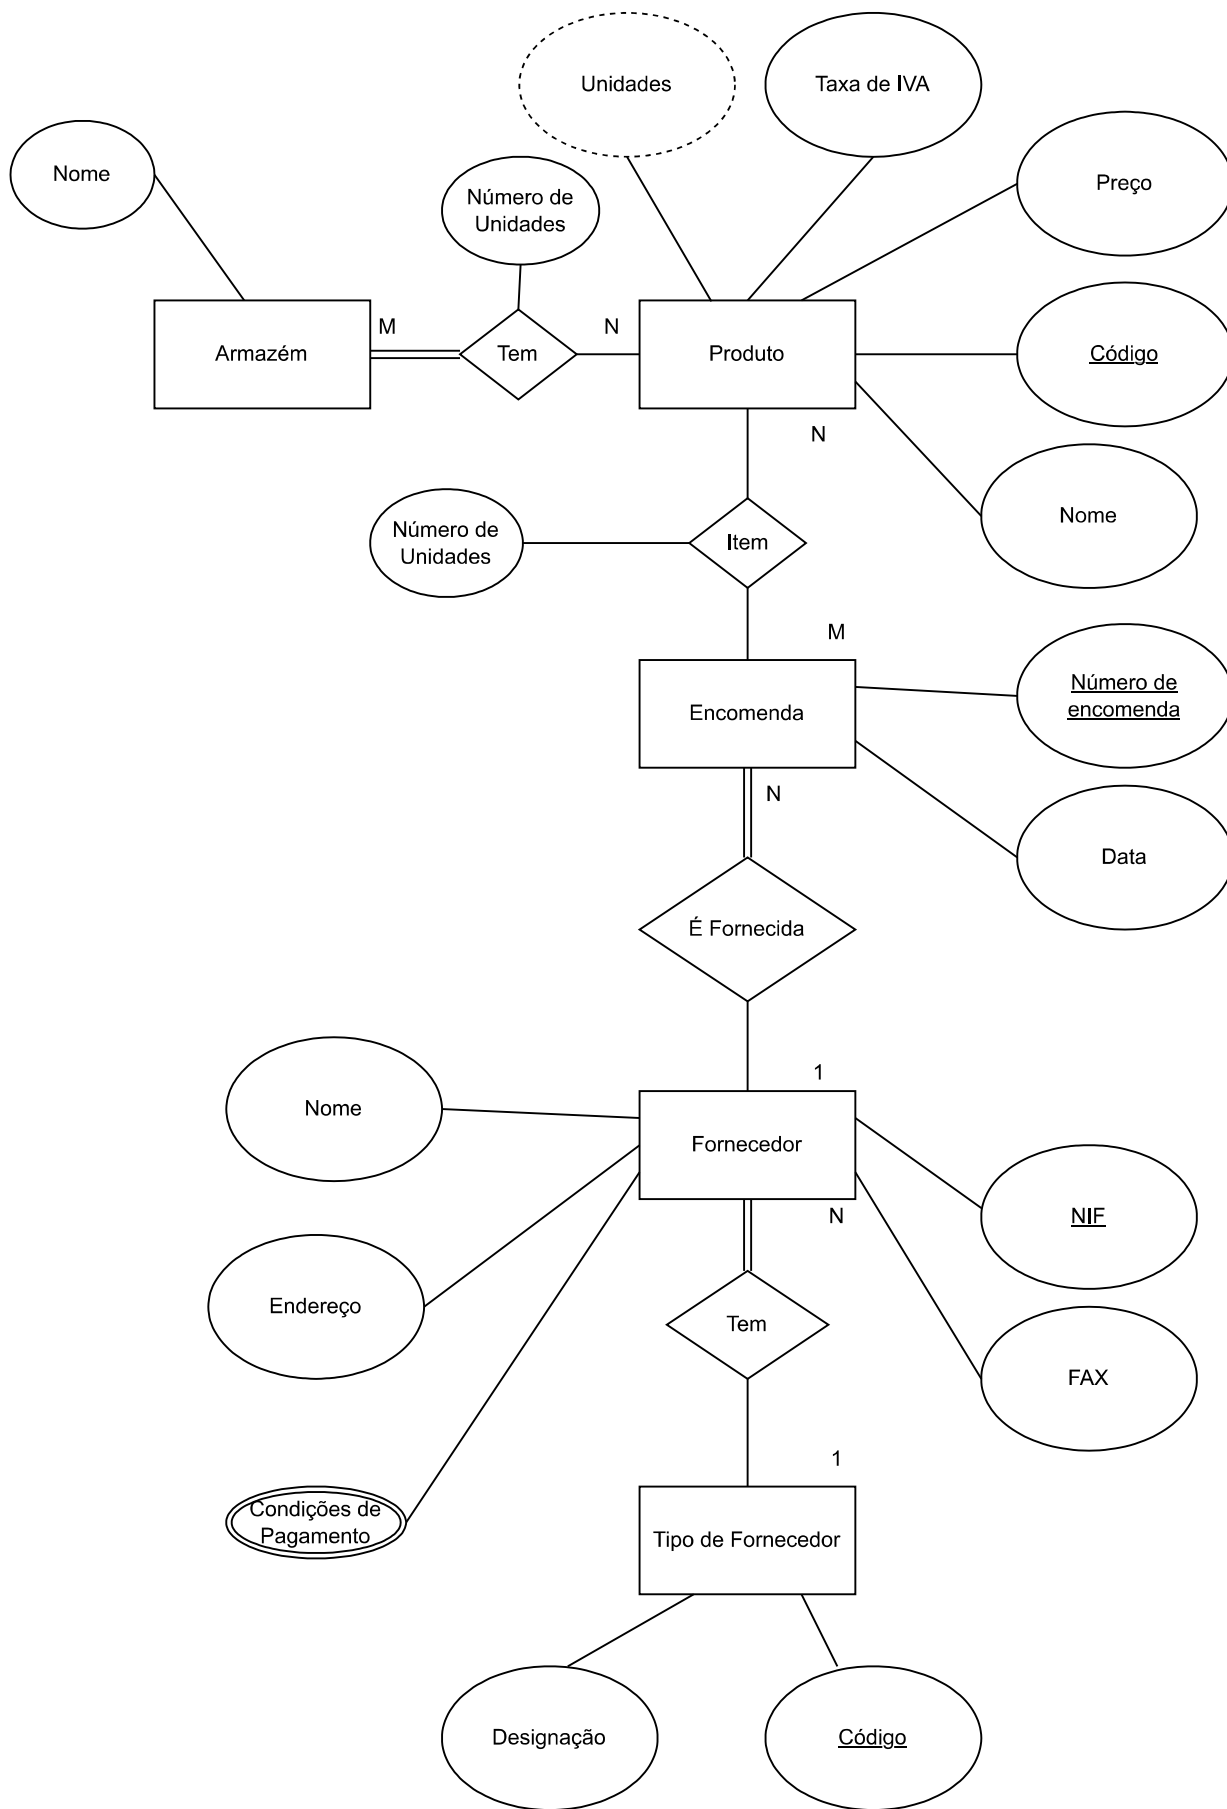 Unidades
Taxa de IVA
Nome
Número de
Unidades
Preço
M
N
Armazém
Tem
Produto
Código
N
Número de
Unidades
Item
Nome
M
Número de
encomenda
Encomenda
N
Data
É Fornecida
1
Nome
Fornecedor
N
NIF
Endereço
Tem
FAX
1
Condições de
Pagamento
Tipo de Fornecedor
Designação
Código